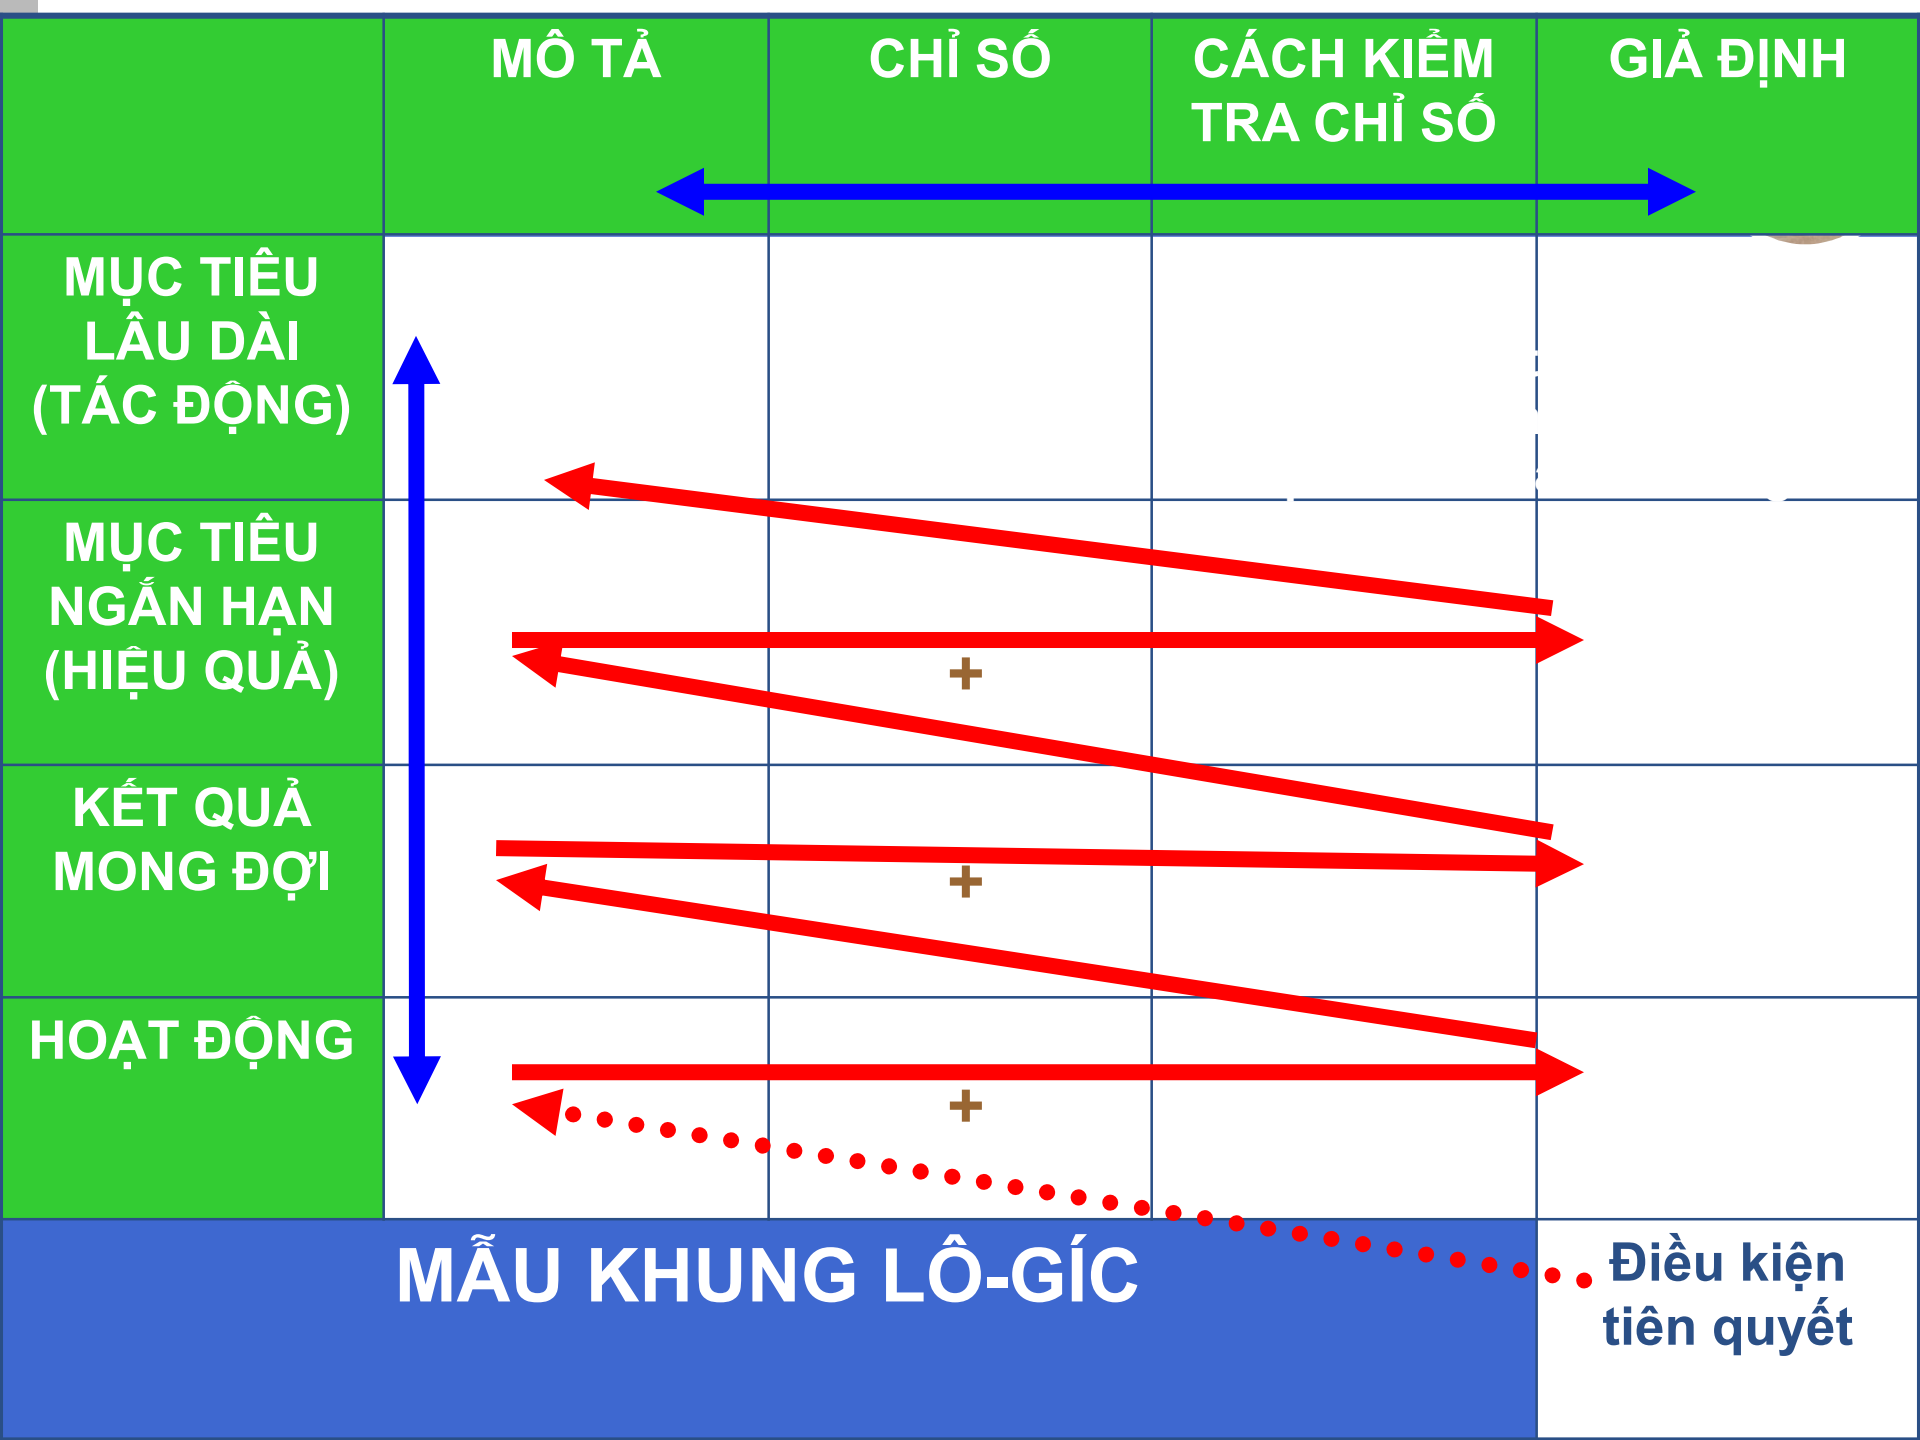 MÔ TẢ
CHỈ SỐ
CÁCH KIỂM
TRA CHỈ SỐ
GIẢ ĐỊNH
MỤC TIÊU
LÂU DÀI
(TÁC ĐỘNG)
MỤC TIÊU
NGẮN HẠN
(HIỆU QUẢ)
+
KẾT QUẢ
MONG ĐỢI
+
HOẠT ĐỘNG
+
MẪU KHUNG LÔ-GÍC
Điều kiện
tiên quyết